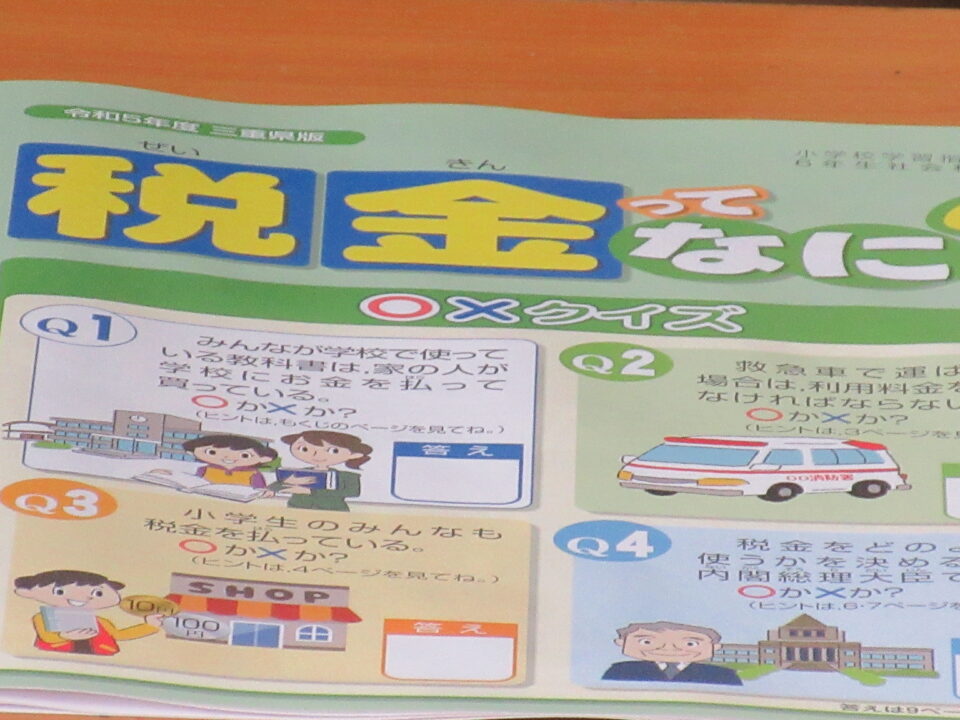 令和5年度 三重県版
小学校学習指
6年生社会科
ぜい きん
税金って
なに
○×クイズ
Q1
みんなが学校で使って
いる教科書は、家の人が
学校にお金を払って
買っている。
○か×か?
(ヒントは、もくじのページを見てね。)
答え
Q2
救急車で運ば
場合は、利用料金を
なければならない
○か×か?
(ヒントは、3ページを見
○○消防署
Q3
小学生のみんなも
税金を払っている。
○か×か?
(ヒントは、4ページを見てね。)
SHOP
10円
100
円
答え
Q4
税金をどのよ
使うかを決める
内閣総理大臣で
○か×か?
(ヒントは、6・7ページを
答えは9ペー